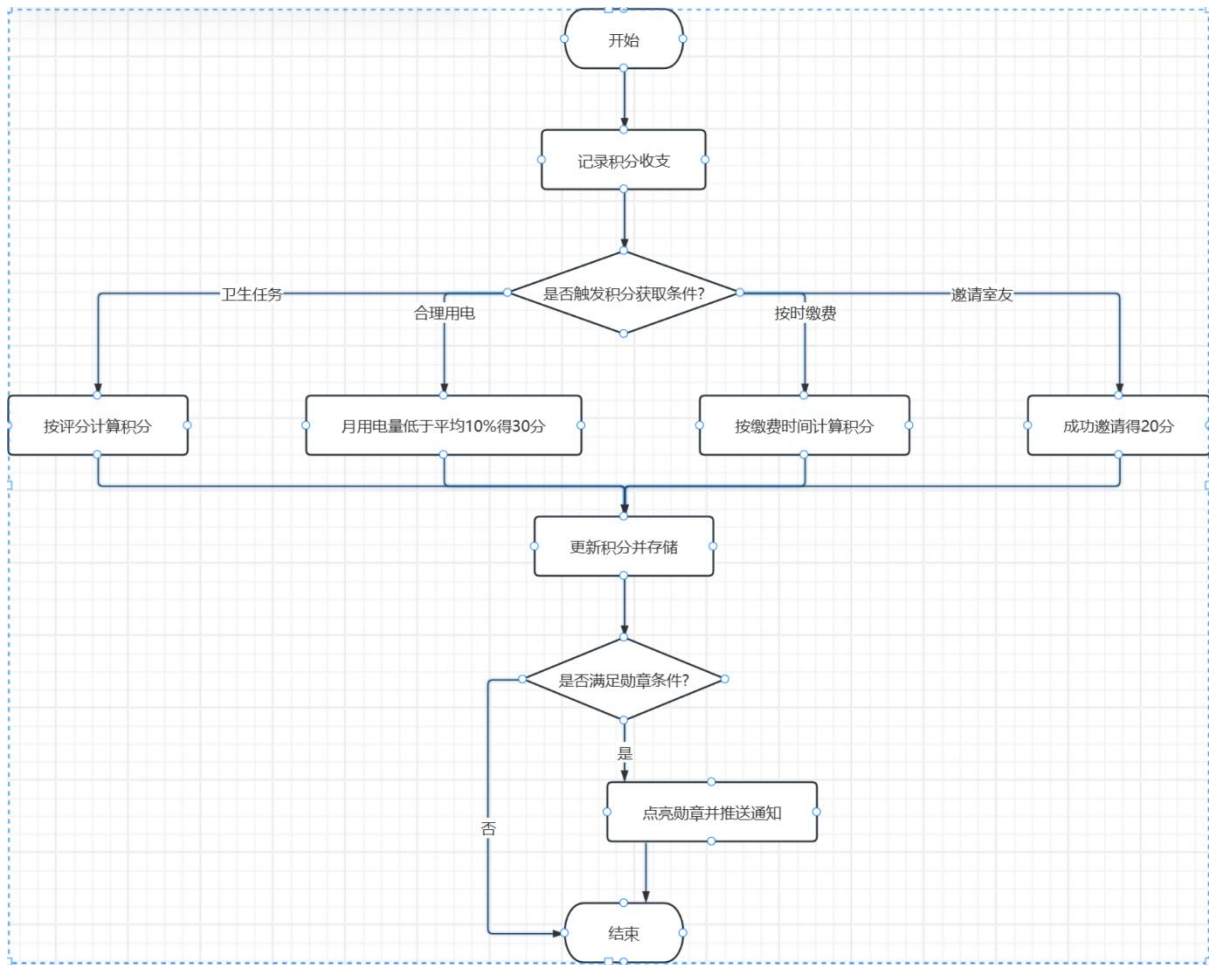 开始
记录积分收支
是否触发积分获取条件？
卫生任务
合理用电
按时缴费
邀请室友
按评分计算积分
月用电量低于平均10%得30分
按缴费时间计算积分
成功邀请得20分
更新积分并存储
是否满足勋章条件？
是
点亮勋章并推送通知
否
结束